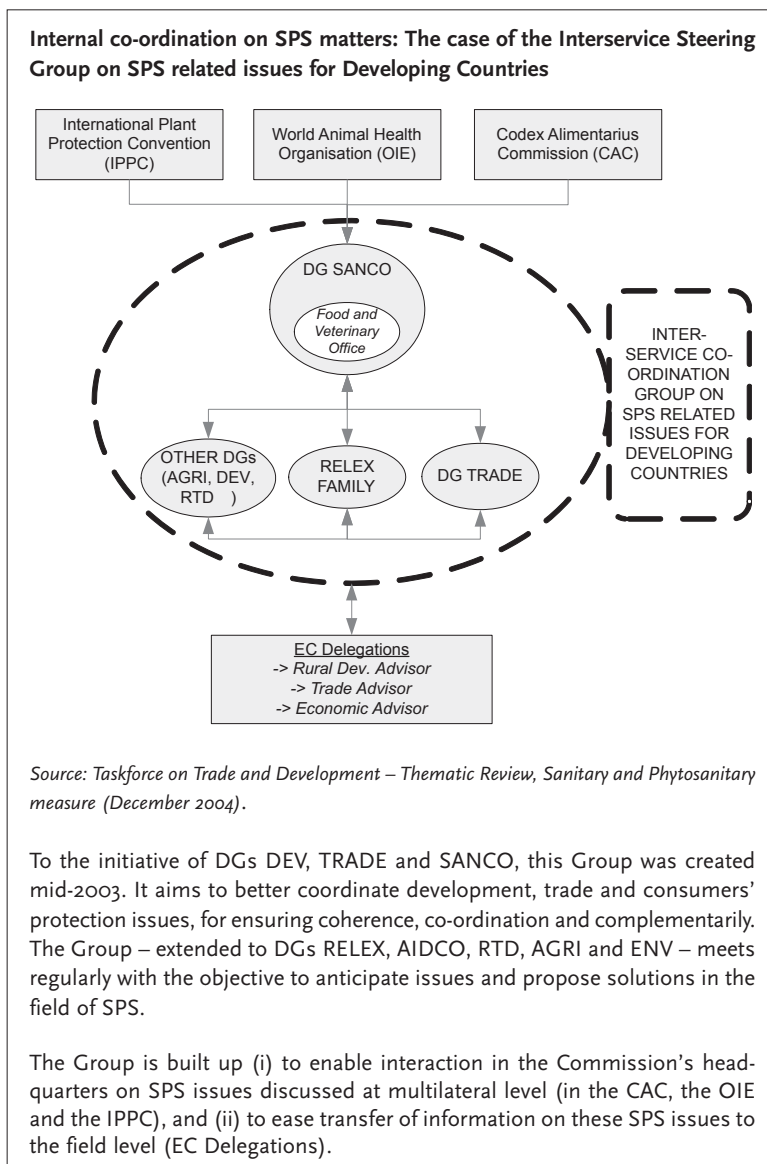 Internal co-ordination on SPS matters: The case of the Interservice Steering
Group on SPS related issues for Developing Countries
International Plant
Protection Convention
(IPPC)
World Animal Health
Organisation (OIE)
Codex Alimentarius
Commission (CAC)
DG SANCO
Food and
Veterinary
Office
INTER-
SERVICE CO-
ORDINATION
GROUP ON
SPS RELATED
ISSUES FOR
DEVELOPING
COUNTRIES
OTHER DGs
(AGRI, DEV,
RTD )
RELEX
FAMILY
DG TRADE
EC Delegations
-> Rural Dev. Advisor
-> Trade Advisor
-> Economic Advisor
Source: Taskforce on Trade and Development – Thematic Review, Sanitary and Phytosanitary
measure (December 2004).
To the initiative of DGs DEV, TRADE and SANCO, this Group was created
mid-2003. It aims to better coordinate development, trade and consumers’
protection issues, for ensuring coherence, co-ordination and complementarily.
The Group – extended to DGs RELEX, AIDCO, RTD, AGRI and ENV – meets
regularly with the objective to anticipate issues and propose solutions in the
field of SPS.
The Group is built up (i) to enable interaction in the Commission’s head-
quarters on SPS issues discussed at multilateral level (in the CAC, the OIE
and the IPPC), and (ii) to ease transfer of information on these SPS issues to
the field level (EC Delegations).